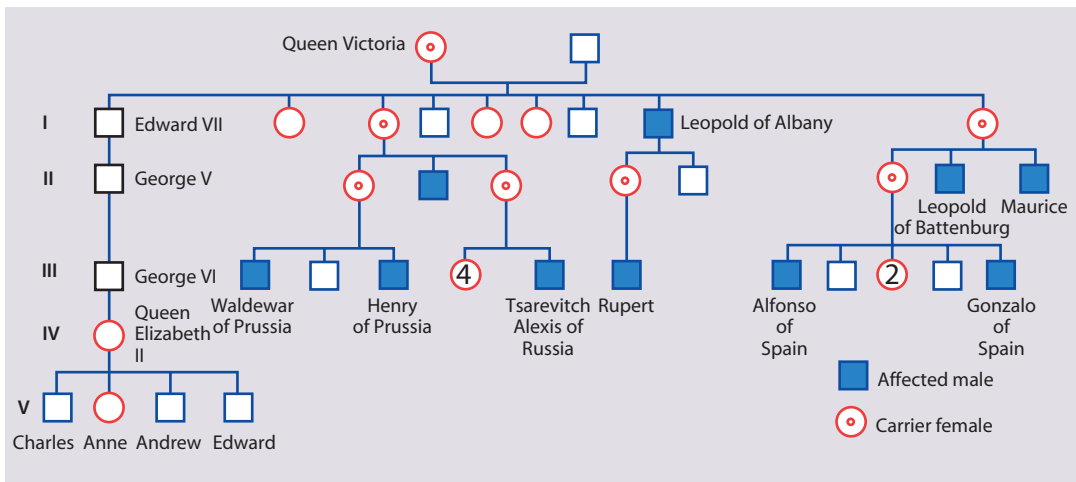 Queen Victoria
I
Edward VII
Leopold of Albany
II
George V
Leopold
of Battenburg
Maurice
III
George VI
4
2
Waldewar
of Prussia
Henry
of Prussia
Tsarevitch
Alexis of
Russia
Rupert
Alfonso
of
Spain
Gonzalo
of
Spain
IV
Queen
Elizabeth
II
Affected male
V
Carrier female
Charles Anne Andrew Edward